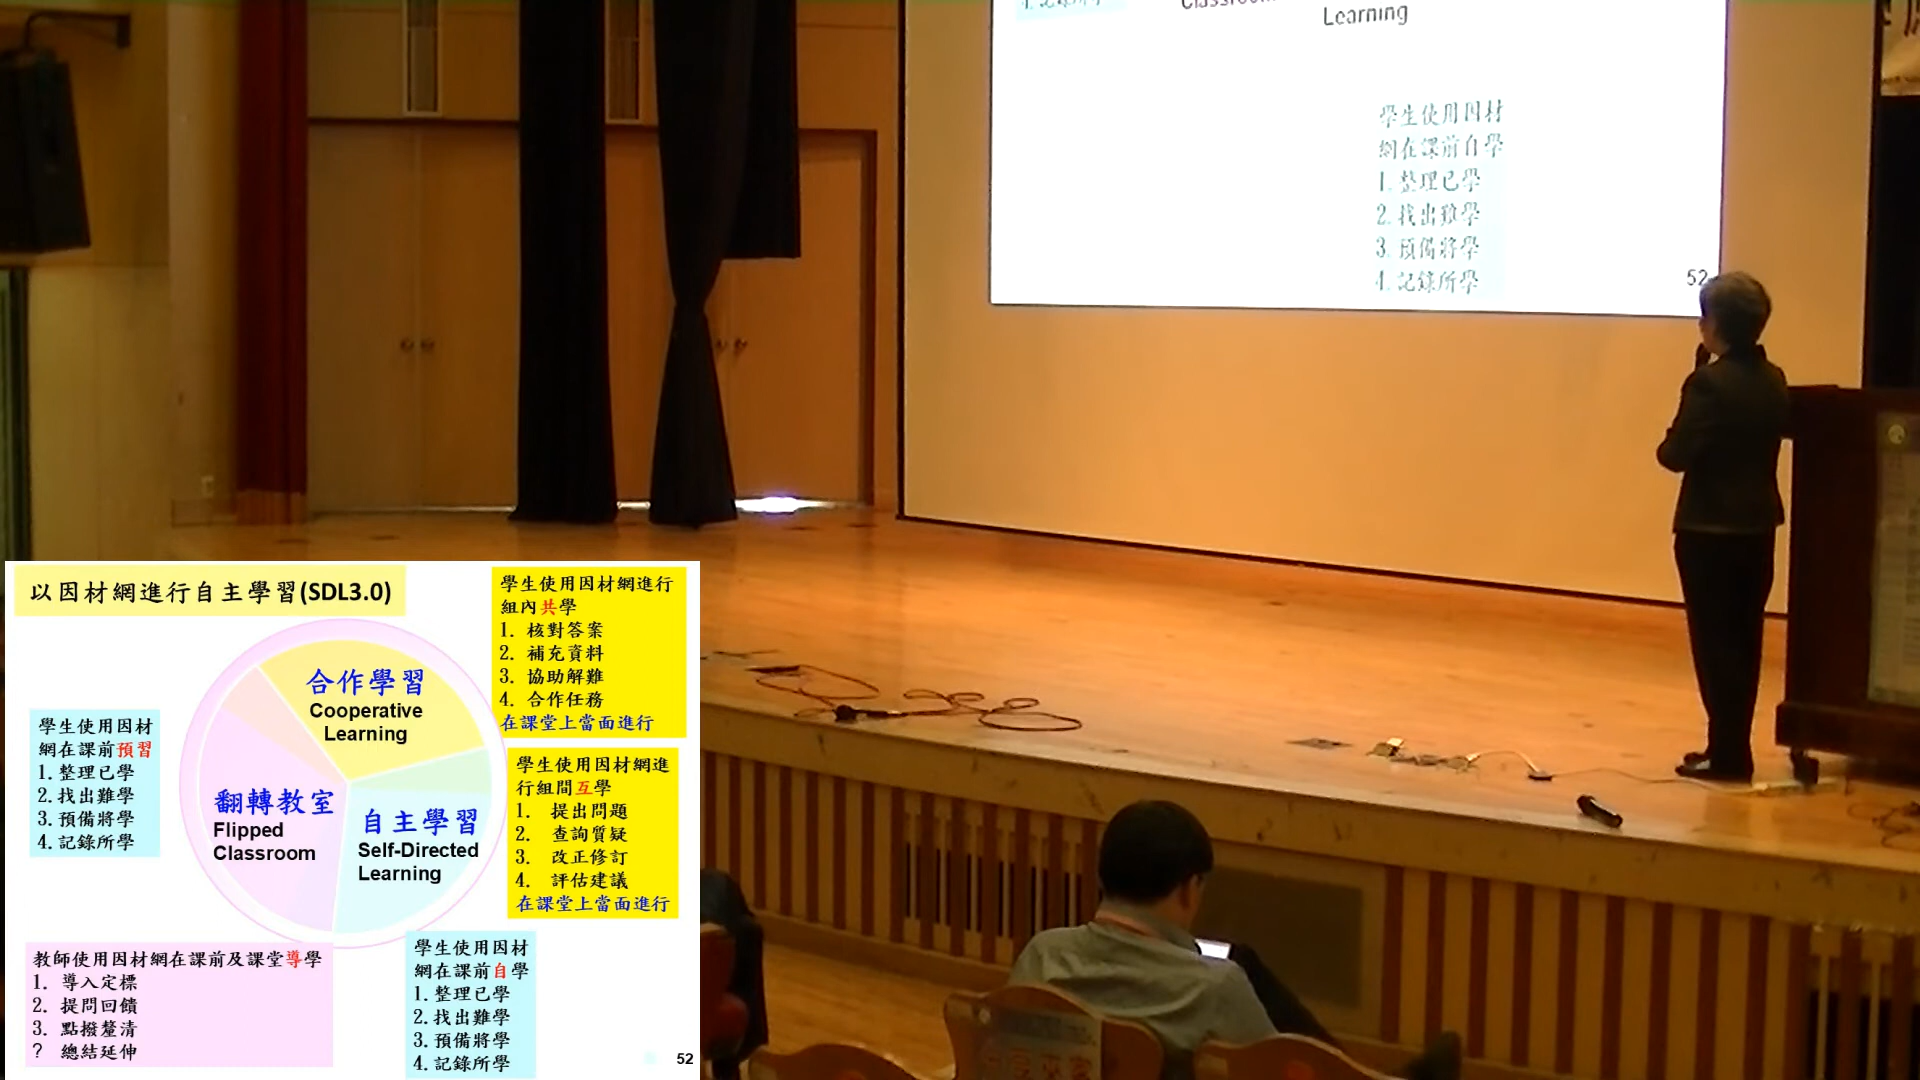 Learning
學生使用因材
網在課前自學
1. 整理已學
2. 找出難學
3. 預備將學
4. 記錄所學
52
以因材網進行自主學習(SDL3.0)
學生使用因材網進行
組內共學
1. 核對答案
2. 補充資料
3. 協助解難
4. 合作任務
在課堂上當面進行
合作學習
Cooperative
Learning
學生使用因材
網在課前預習
1. 整理已學
2. 找出難學
3. 預備將學
4. 記錄所學
翻轉教室
Flipped
Classroom
自主學習
Self-Directed
Learning
學生使用因材網進
行組間互學
1. 提出問題
2. 查詢質疑
3. 改正修訂
4. 評估建議
在課堂上當面進行
教師使用因材網在課前及課堂導學
1. 導入定標
2. 提問回饋
3. 點撥釐清
? 總結延伸
學生使用因材
網在課前自學
1. 整理已學
2. 找出難學
3. 預備將學
4. 記錄所學
52